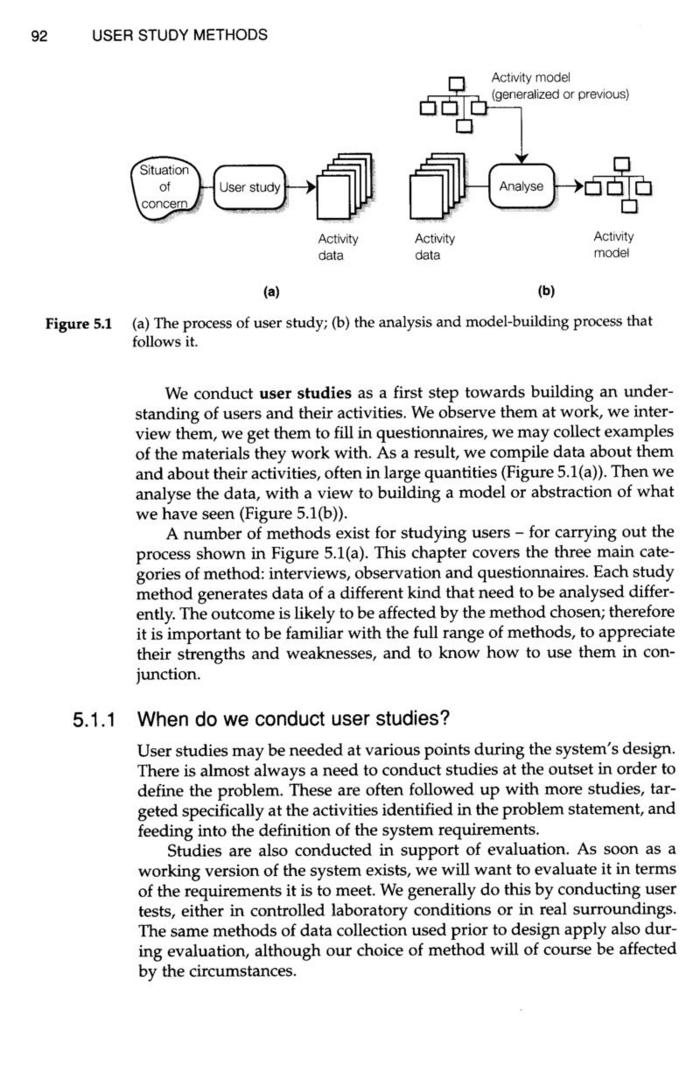 92 USER STUDY METHODS
Activity model
(generalized or previous)
Situation
of
concern
User study
Analyse
Activity
data
Activity
data
Activity
model
(a)
(b)
Figure 5.1 (a) The process of user study; (b) the analysis and model-building process that
follows it.
We conduct user studies as a first step towards building an under-
standing of users and their activities. We observe them at work, we inter-
view them, we get them to fill in questionnaires, we may collect examples
of the materials they work with. As a result, we compile data about them
and about their activities, often in large quantities (Figure 5.1(a)). Then we
analyse the data, with a view to building a model or abstraction of what
we have seen (Figure 5.1(b)).
A number of methods exist for studying users – for carrying out the
process shown in Figure 5.1(a). This chapter covers the three main cate-
gories of method: interviews, observation and questionnaires. Each study
method generates data of a different kind that need to be analysed differ-
ently. The outcome is likely to be affected by the method chosen; therefore
it is important to be familiar with the full range of methods, to appreciate
their strengths and weaknesses, and to know how to use them in con-
junction.
5.1.1 When do we conduct user studies?
User studies may be needed at various points during the system's design.
There is almost always a need to conduct studies at the outset in order to
define the problem. These are often followed up with more studies, tar-
geted specifically at the activities identified in the problem statement, and
feeding into the definition of the system requirements.
Studies are also conducted in support of evaluation. As soon as a
working version of the system exists, we will want to evaluate it in terms
of the requirements it is to meet. We generally do this by conducting user
tests, either in controlled laboratory conditions or in real surroundings.
The same methods of data collection used prior to design apply also dur-
ing evaluation, although our choice of method will of course be affected
by the circumstances.